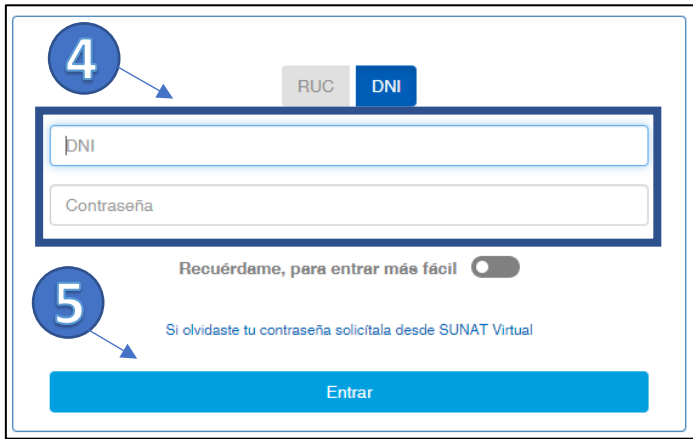 4
RUC DNI
DNI
Contraseña
Recuérdame, para entrar más fácil
5
Si olvidaste tu contraseña solicítala desde SUNAT Virtual
Entrar